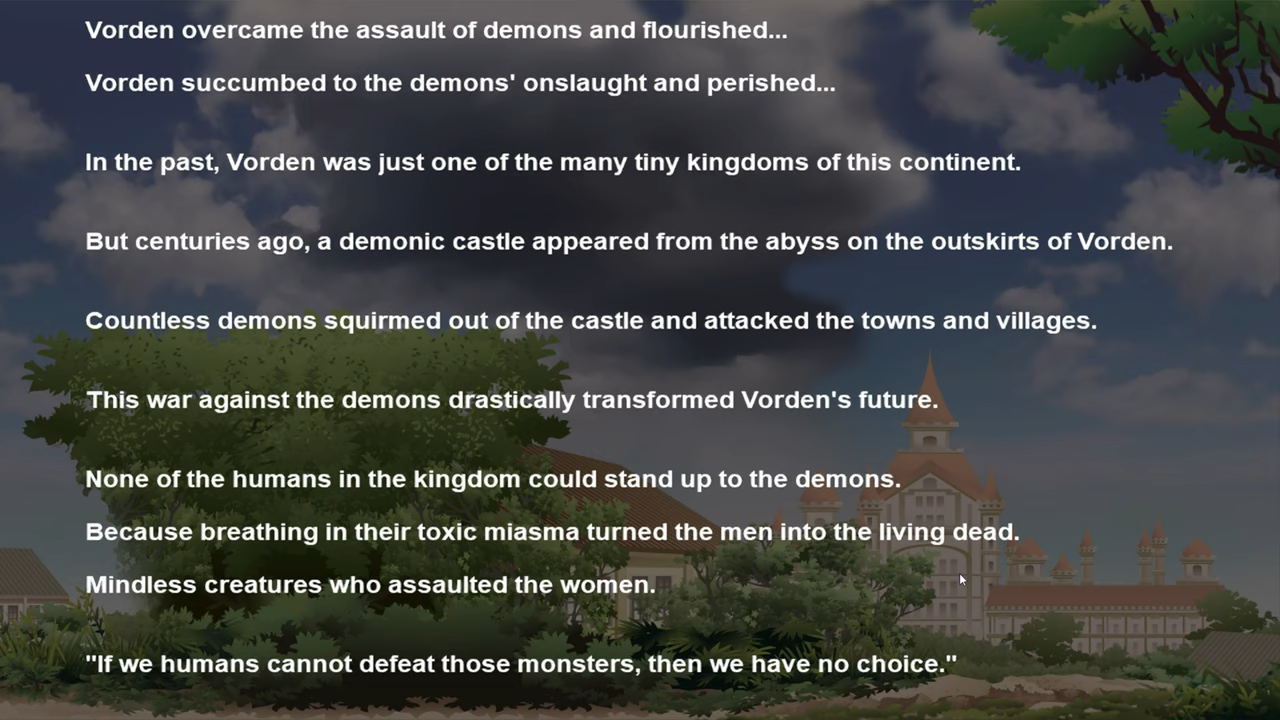 Vorden overcame the assault of demons and flourished...
Vorden succumbed to the demons' onslaught and perished...
In the past, Vorden was just one of the many tiny kingdoms of this continent.
But centuries ago, a demonic castle appeared from the abyss on the outskirts of Vorden.
Countless demons squirmed out of the castle and attacked the towns and villages.
This war against the demons drastically transformed Vorden's future.
None of the humans in the kingdom could stand up to the demons.
Because breathing in their toxic miasma turned the men into the living dead.
Mindless creatures who assaulted the women.
"If we humans cannot defeat those monsters, then we have no choice."